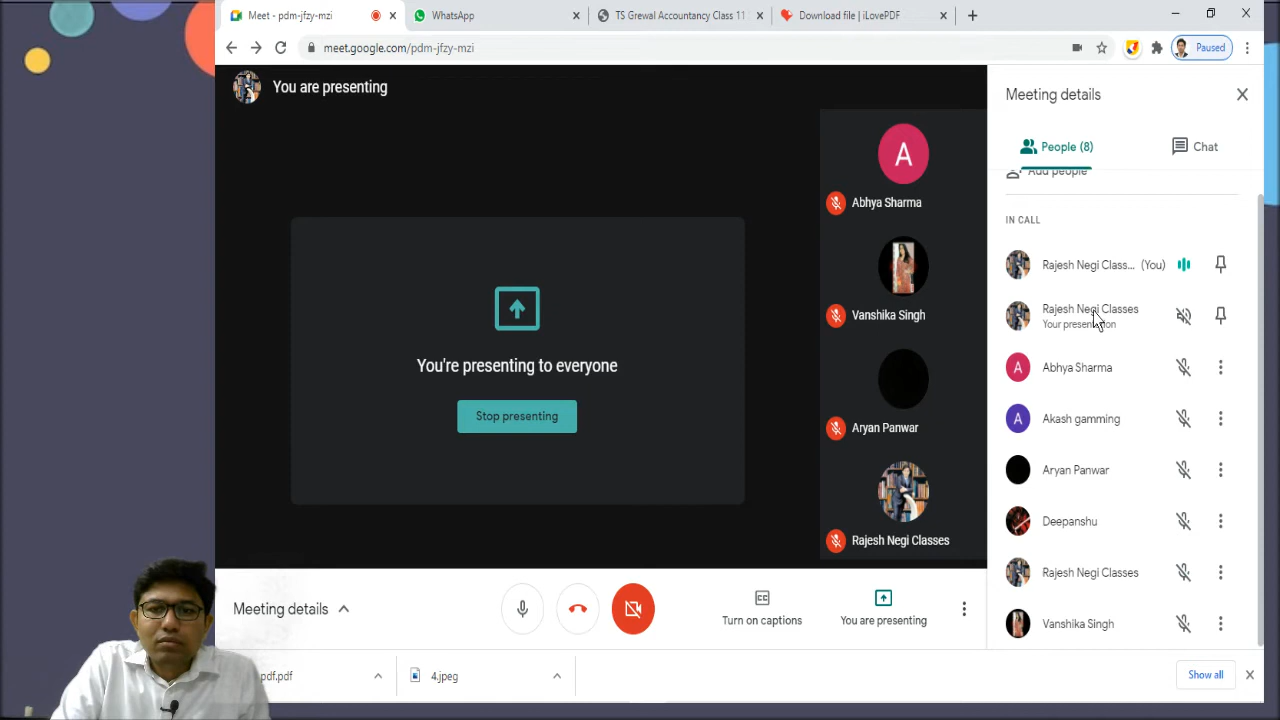 Meet - pdm-jfzy-mzi
WhatsApp
TS Grewal Accountancy Class 11
Download file | iLovePDF
meet.google.com/pdm-jfzy-mzi
Paused
You are presenting
You're presenting to everyone
Stop presenting
A
Abhya Sharma
Vanshika Singh
Aryan Panwar
Rajesh Negi Classes
Meeting details
People (8)
Chat
Add people
IN CALL
Rajesh Negi Class... (You)
Rajesh Negi Classes
Your presentation
A
Abhya Sharma
A
Akash gamming
Aryan Panwar
Deepanshu
Rajesh Negi Classes
Vanshika Singh
Meeting details
CC
Turn on captions
You are presenting
pdf.pdf
4.jpeg
Show all